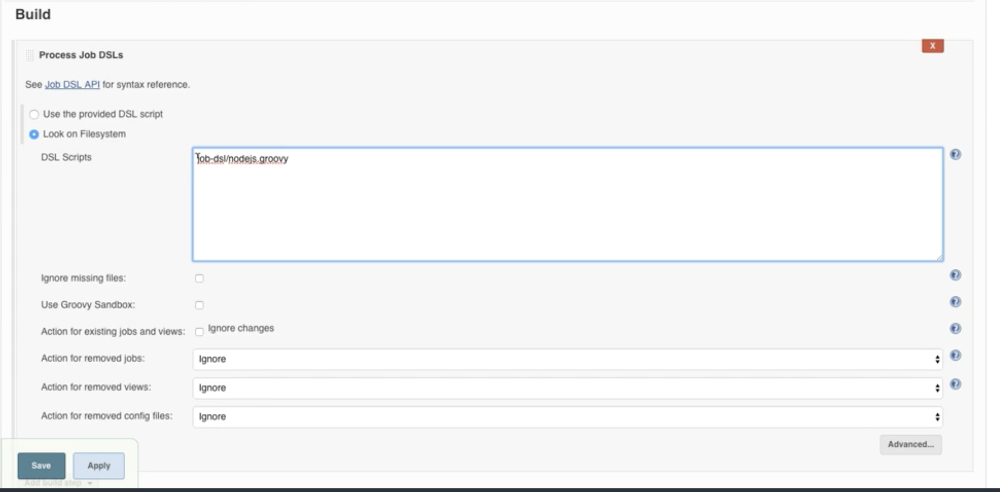 Build
X
Process Job DSLs
See Job DSL API for syntax reference.
Use the provided DSL script
Look on Filesystem
DSL Scripts
job-dsl/nodejs.groovy
Ignore missing files:
Use Groovy Sandbox:
Action for existing jobs and views:
Ignore changes
Action for removed jobs:
Ignore
Action for removed views:
Ignore
Action for removed config files:
Ignore
Advanced...
Save
Apply
Add build step